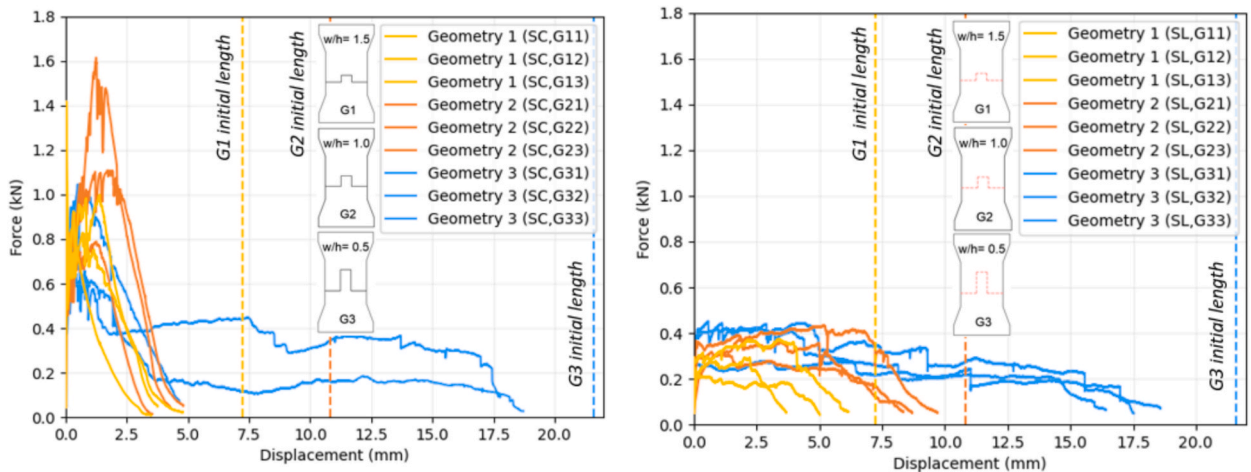 1.8
1.6
1.4
1.2
1.0
0.8
0.6
0.4
0.2
0.0
Force (kN)
0.0 2.5 5.0 7.5 10.0 12.5 15.0 17.5 20.0
Displacement (mm)
G1 initial length
G2 initial length
G3 initial length
w/h= 1.5
G1
w/h= 1.0
G2
w/h= 0.5
G3
Geometry 1 (SC,G11)
Geometry 1 (SC,G12)
Geometry 1 (SC,G13)
Geometry 2 (SC,G21)
Geometry 2 (SC,G22)
Geometry 2 (SC,G23)
Geometry 3 (SC,G31)
Geometry 3 (SC,G32)
Geometry 3 (SC,G33)
1.8
1.6
1.4
1.2
1.0
0.8
0.6
0.4
0.2
0.0
Force (kN)
0.0 2.5 5.0 7.5 10.0 12.5 15.0 17.5 20.0
Displacement (mm)
G1 initial length
G2 initial length
G3 initial length
w/h= 1.5
G1
w/h= 1.0
G2
w/h= 0.5
G3
Geometry 1 (SL,G11)
Geometry 1 (SL,G12)
Geometry 1 (SL,G13)
Geometry 2 (SL,G21)
Geometry 2 (SL,G22)
Geometry 2 (SL,G23)
Geometry 3 (SL,G31)
Geometry 3 (SL,G32)
Geometry 3 (SL,G33)